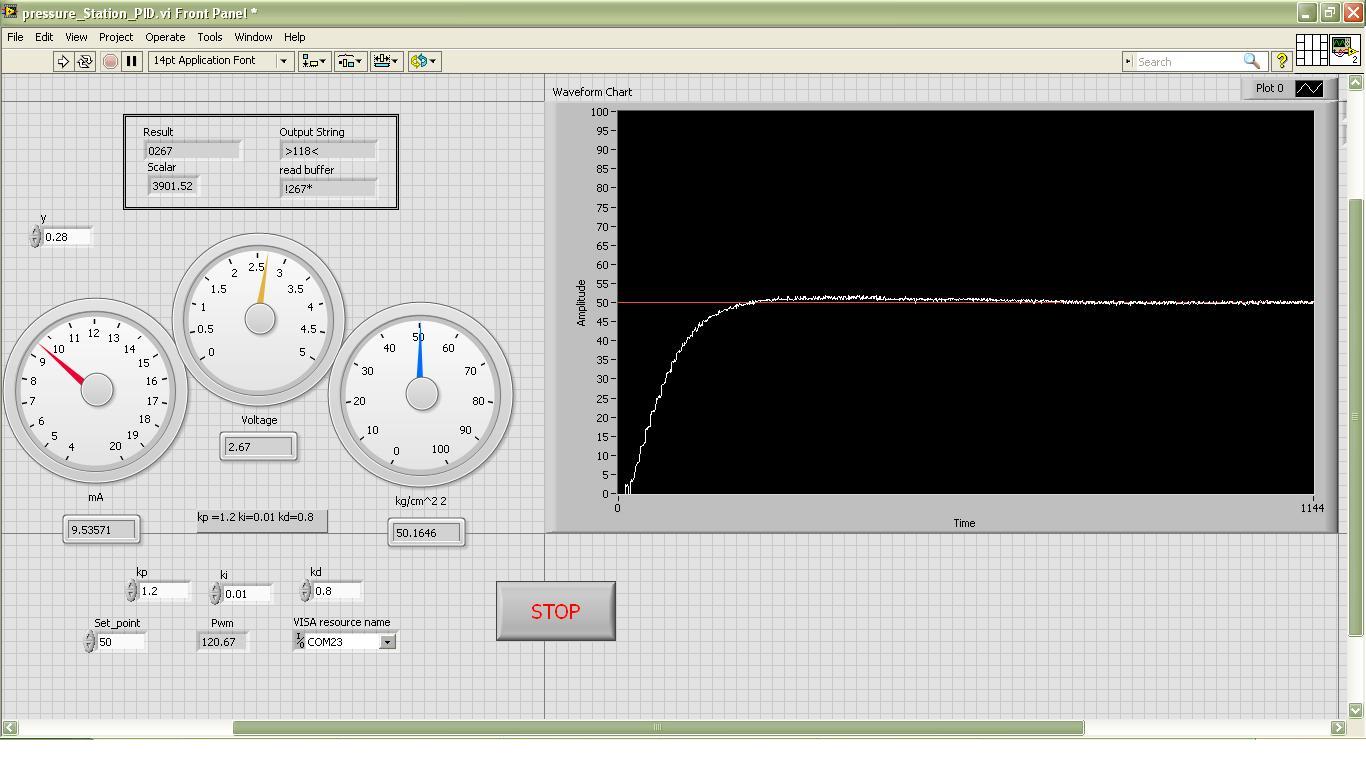 pressure_Station_PID.vi Front Panel *
File Edit View Project Operate Tools Window Help
14pt Application Font
Search
?
2
Waveform Chart
Plot 0
Result
Output String
0267
>118<
Scalar
read buffer
3901.52
!267*
y
0.28
0
0.5
1
1.5
2
2.5
3
3.5
4
4.5
5
Voltage
2.67
4
5
6
7
8
9
10
11
12
13
14
15
16
17
18
19
20
mA
9.53571
0
10
20
30
40
50
60
70
80
90
100
kg/cm^2 2
50.1646
kp =1.2 ki=0.01 kd=0.8
kp
ki
kd
1.2
0.01
0.8
Set_point
Pwm
VISA resource name
50
120.67
I/0
COM23
STOP
Amplitude
100
95
90
85
80
75
70
65
60
55
50
45
40
35
30
25
20
15
10
5
0
0
1144
Time